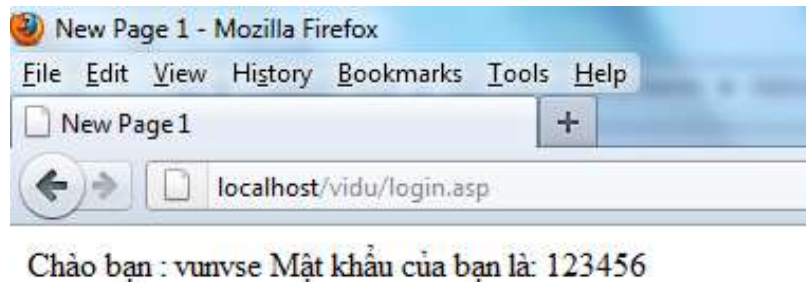 New Page 1 - Mozilla Firefox
File Edit View History Bookmarks Tools Help
New Page 1 +
localhost/vidu/login.asp
Chào bạn : vunvse Mật khẩu của bạn là: 123456